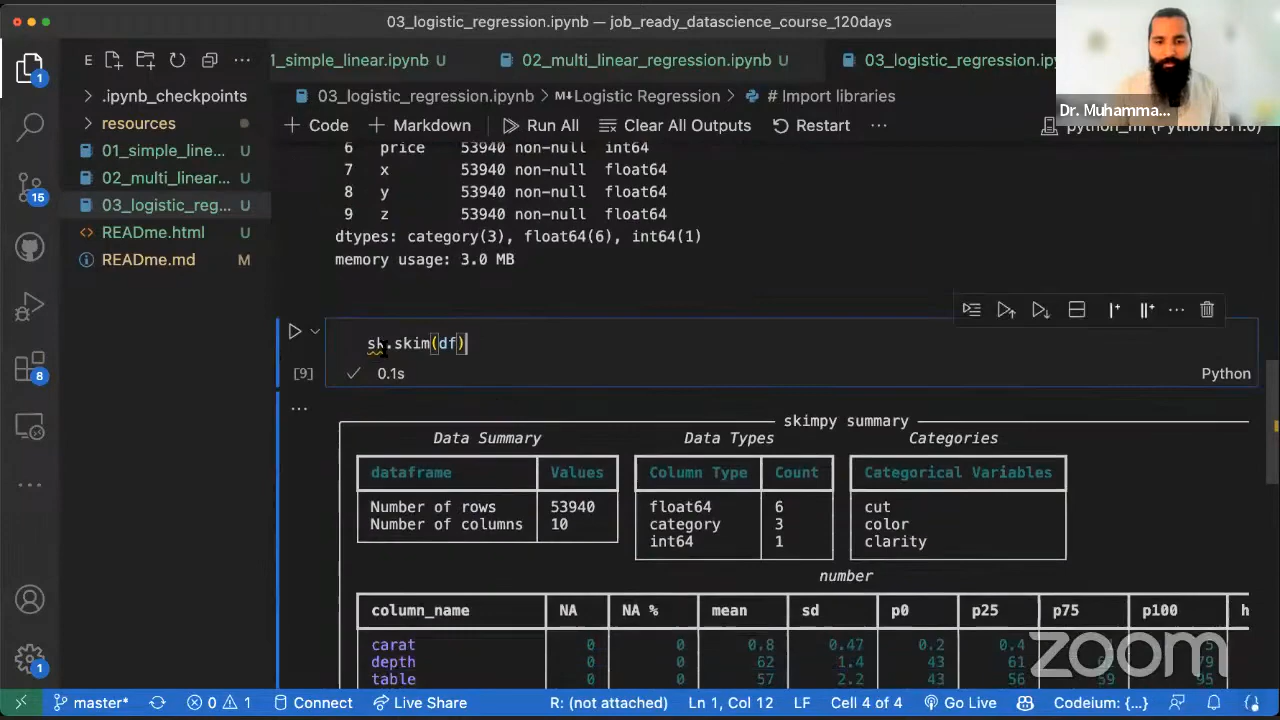 03_logistic_regression.ipynb — job_ready_datascience_course_120days
E
1_simple_linear.ipynb U
02_multi_linear_regression.ipynb U
03_logistic_regression.ipy
Dr. Muhamma...
.ipynb_checkpoints
03_logistic_regression.ipynb > M↓Logistic Regression > # Import libraries
resources
+ Code + Markdown Run All Clear All Outputs Restart ...
01_simple_line... U
02_multi_linear... U
03_logistic_reg... U
READme.html U
READme.md M
1
15
8
1
6 price 53940 non-null int64
7 x 53940 non-null float64
8 y 53940 non-null float64
9 z 53940 non-null float64
dtypes: category(3), float64(6), int64(1)
memory usage: 3.0 MB
sk.skim(df)
[9] 0.1s Python
skimpy summary
Data Summary Data Types Categories
dataframe Values Column Type Count Categorical Variables
Number of rows 53940 float64 6 cut
Number of columns 10 category 3 color
int64 1 clarity
number
column_name NA NA % mean sd p0 p25 p75 p100 h
carat 0 0 0.8 0.47 0.2 0.4
depth 0 0 62 1.4 43 61
table 0 0 57 2.2 43 56 59 95
zoom
master* 0 1 Connect Live Share R: (not attached) Ln 1, Col 12 LF Cell 4 of 4 Go Live Codeium: {...}